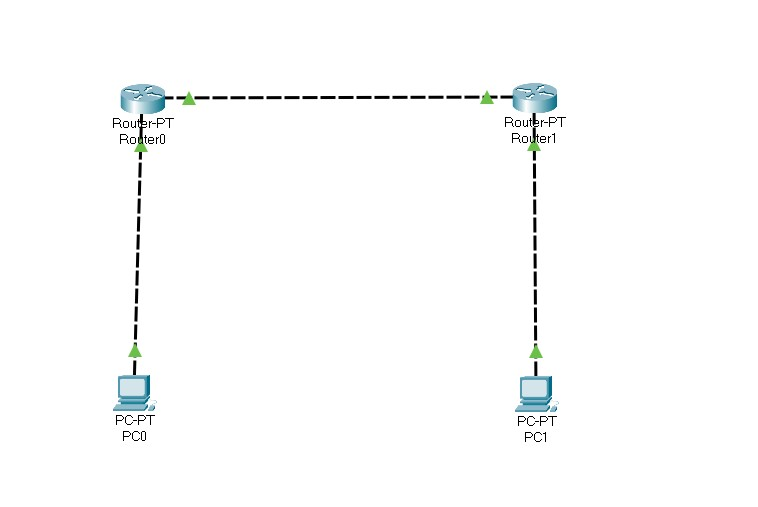 Router-PT
Router0
Router-PT
Router1
PC-PT
PC0
PC-PT
PC1